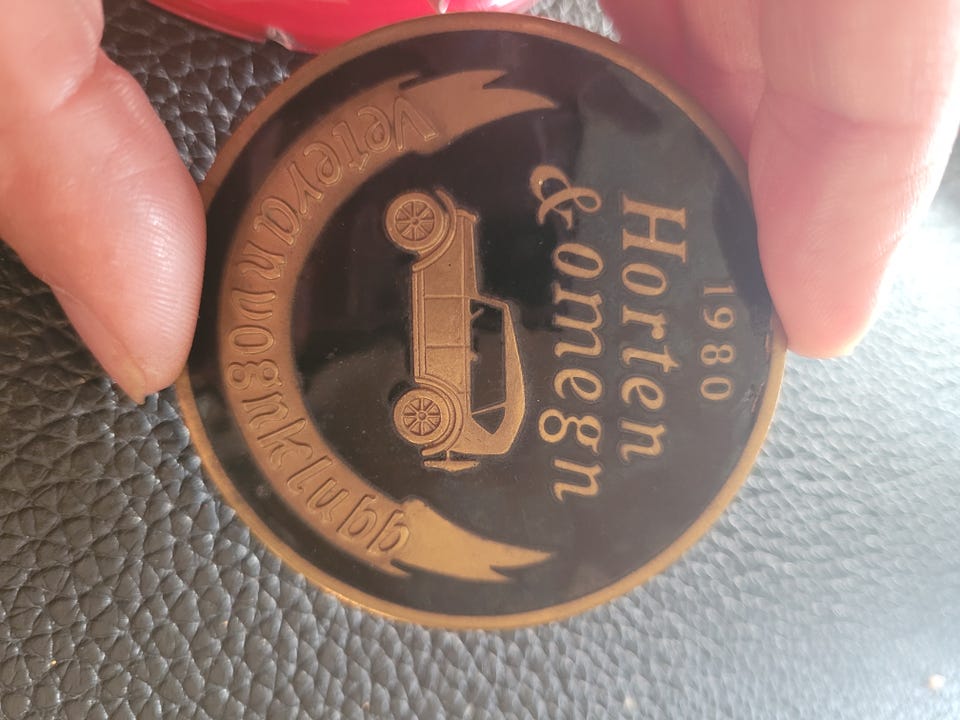 1980
Horten
& omegn
Veteranvognklubb